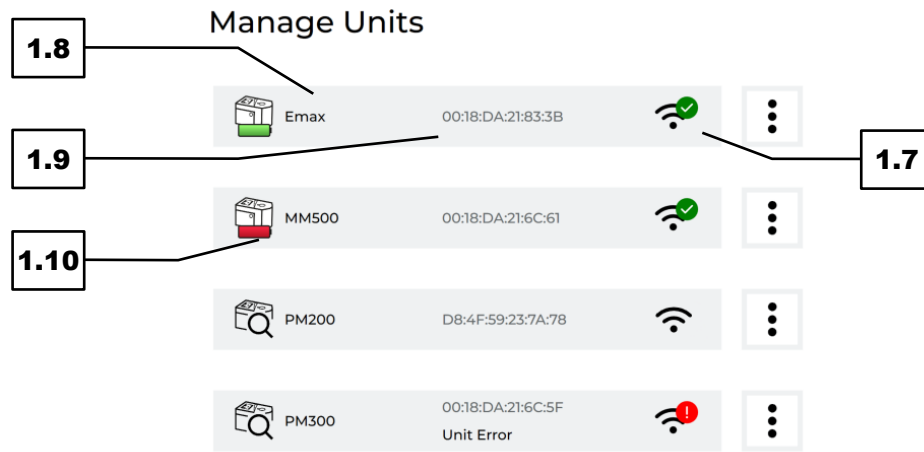 Manage Units
1.8
Emax 00:18:DA:21:83:3B
1.9
1.7
MM500 00:18:DA:21:6C:61
1.10
PM200 D8:4F:59:23:7A:78
00:18:DA:21:6C:5F
PM300
Unit Error